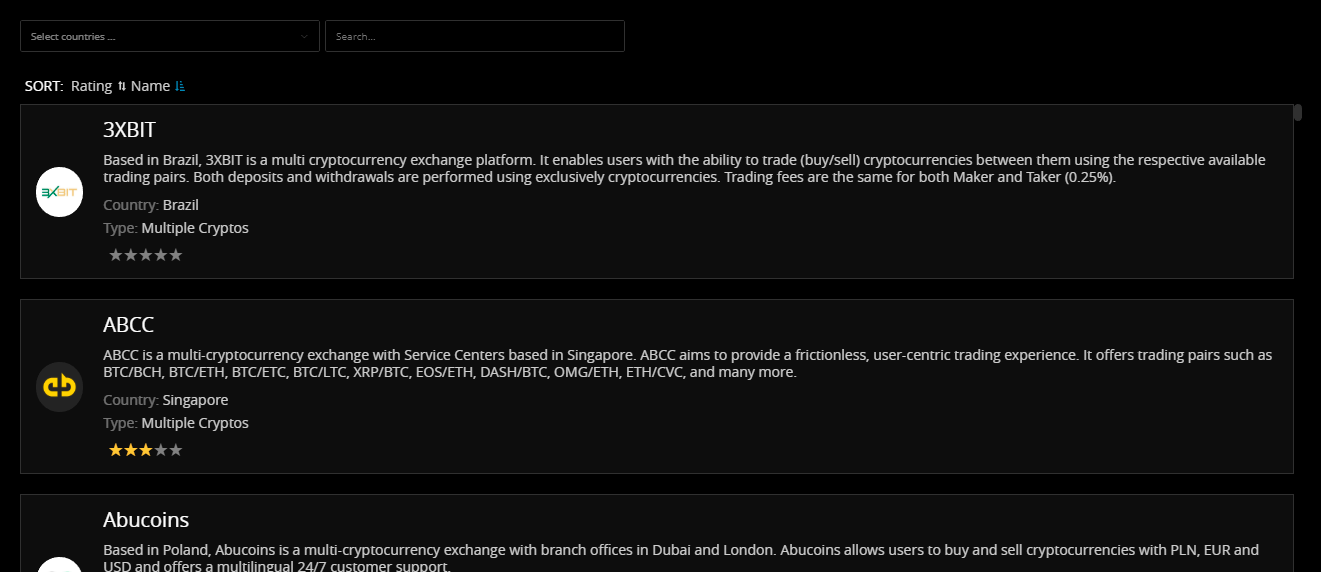 Select countries ...
Search...
SORT: Rating Name
3XBIT
Based in Brazil, 3XBIT is a multi cryptocurrency exchange platform. It enables users with the ability to trade (buy/sell) cryptocurrencies between them using the respective available
trading pairs. Both deposits and withdrawals are performed using exclusively cryptocurrencies. Trading fees are the same for both Maker and Taker (0.25%).
3XBIT
Country: Brazil
Type: Multiple Cryptos
ABCC
ABCC is a multi-cryptocurrency exchange with Service Centers based in Singapore. ABCC aims to provide a frictionless, user-centric trading experience. It offers trading pairs such as
BTC/BCH, BTC/ETH, BTC/ETC, BTC/LTC, XRP/BTC, EOS/ETH, DASH/BTC, OMG/ETH, ETH/CVC, and many more.
Country: Singapore
Type: Multiple Cryptos
Abucoins
Based in Poland, Abucoins is a multi-cryptocurrency exchange with branch offices in Dubai and London. Abucoins allows users to buy and sell cryptocurrencies with PLN, EUR and
USD and offers a multilingual 24/7 customer support.